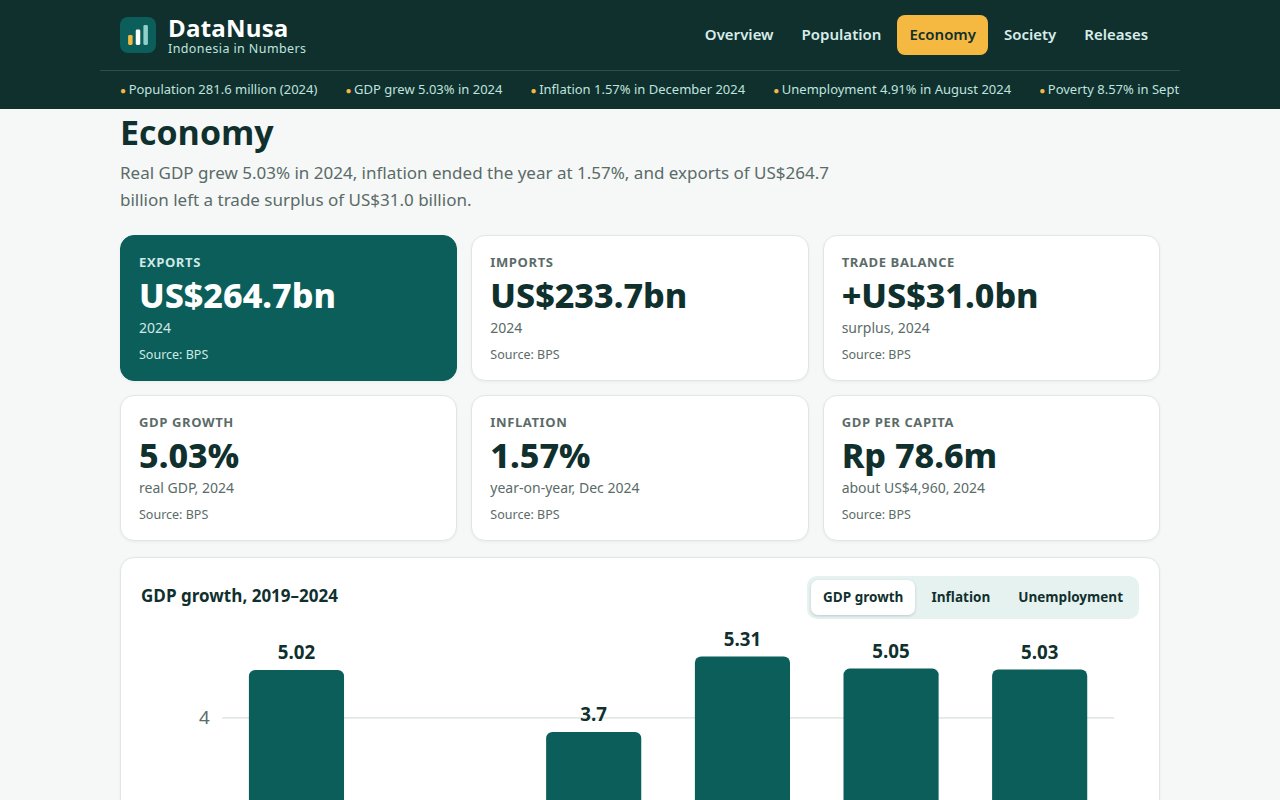 DataNusa
Indonesia in Numbers
Overview Population Economy Society Releases
Population 281.6 million (2024) GDP grew 5.03% in 2024 Inflation 1.57% in December 2024 Unemployment 4.91% in August 2024 Poverty 8.57% in Sept
Economy
Real GDP grew 5.03% in 2024, inflation ended the year at 1.57%, and exports of US$264.7
billion left a trade surplus of US$31.0 billion.
EXPORTS
US$264.7bn
2024
Source: BPS
IMPORTS
US$233.7bn
2024
Source: BPS
TRADE BALANCE
+US$31.0bn
surplus, 2024
Source: BPS
GDP GROWTH
5.03%
real GDP, 2024
Source: BPS
INFLATION
1.57%
year-on-year, Dec 2024
Source: BPS
GDP PER CAPITA
Rp 78.6m
about US$4,960, 2024
Source: BPS
GDP growth, 2019–2024
GDP growth Inflation Unemployment
5.02 3.7 5.31 5.05 5.03
4